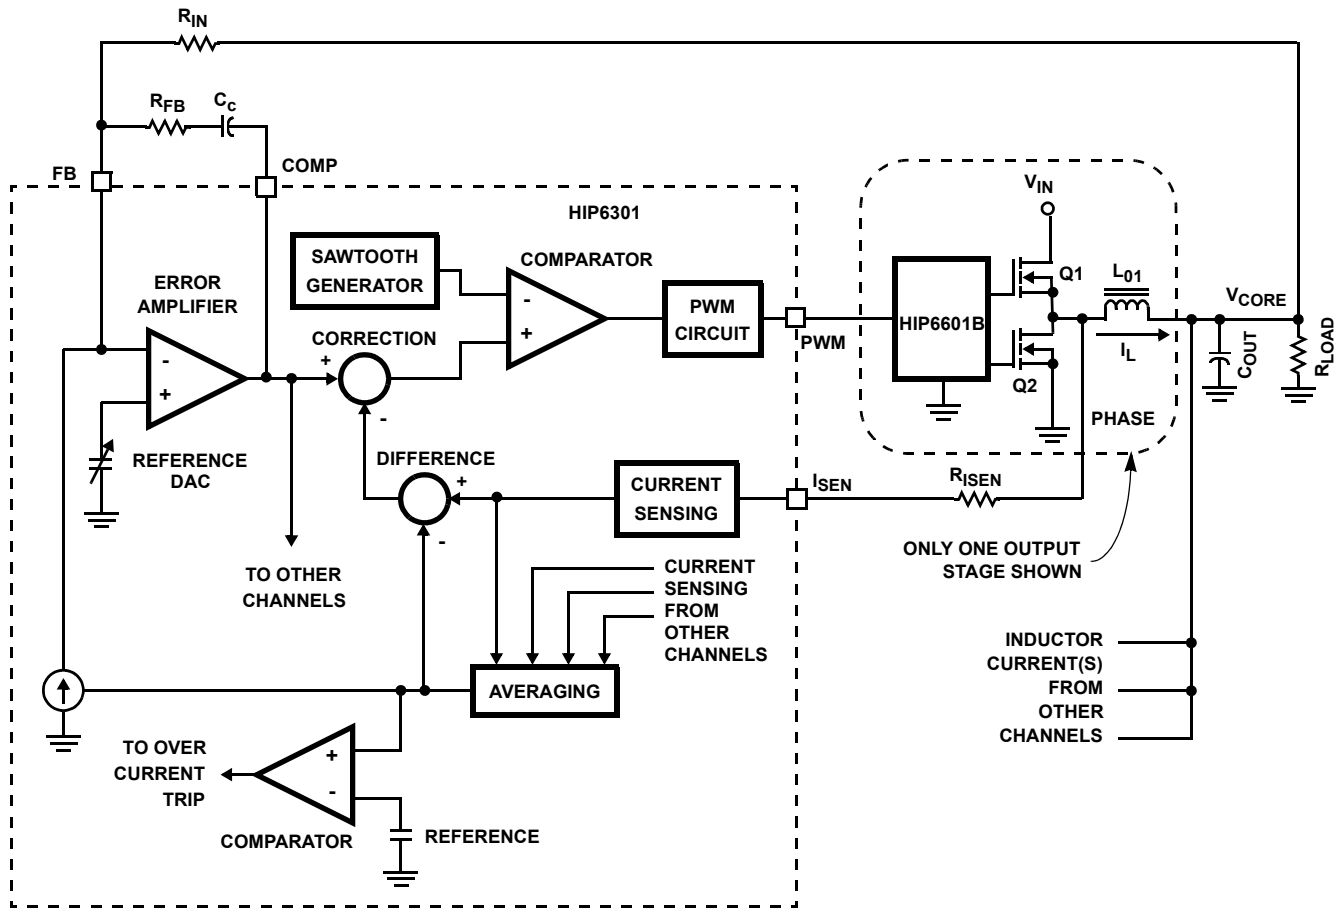 RIN
RFB
Cc
FB
COMP
HIP6301
VIN
SAWTOOTH
GENERATOR
COMPARATOR
ERROR
AMPLIFIER
-
+
-
+
PWM
CIRCUIT
PWM
HIP6601B
Q1
Q2
L01
IL
VCORE
COUT
RLOAD
PHASE
CORRECTION
+
-
REFERENCE
DAC
DIFFERENCE
+
-
CURRENT
SENSING
ISEN
RISEN
ONLY ONE OUTPUT
STAGE SHOWN
TO OTHER
CHANNELS
CURRENT
SENSING
FROM
OTHER
CHANNELS
AVERAGING
INDUCTOR
CURRENT(S)
FROM
OTHER
CHANNELS
TO OVER
CURRENT
TRIP
+
-
COMPARATOR
REFERENCE